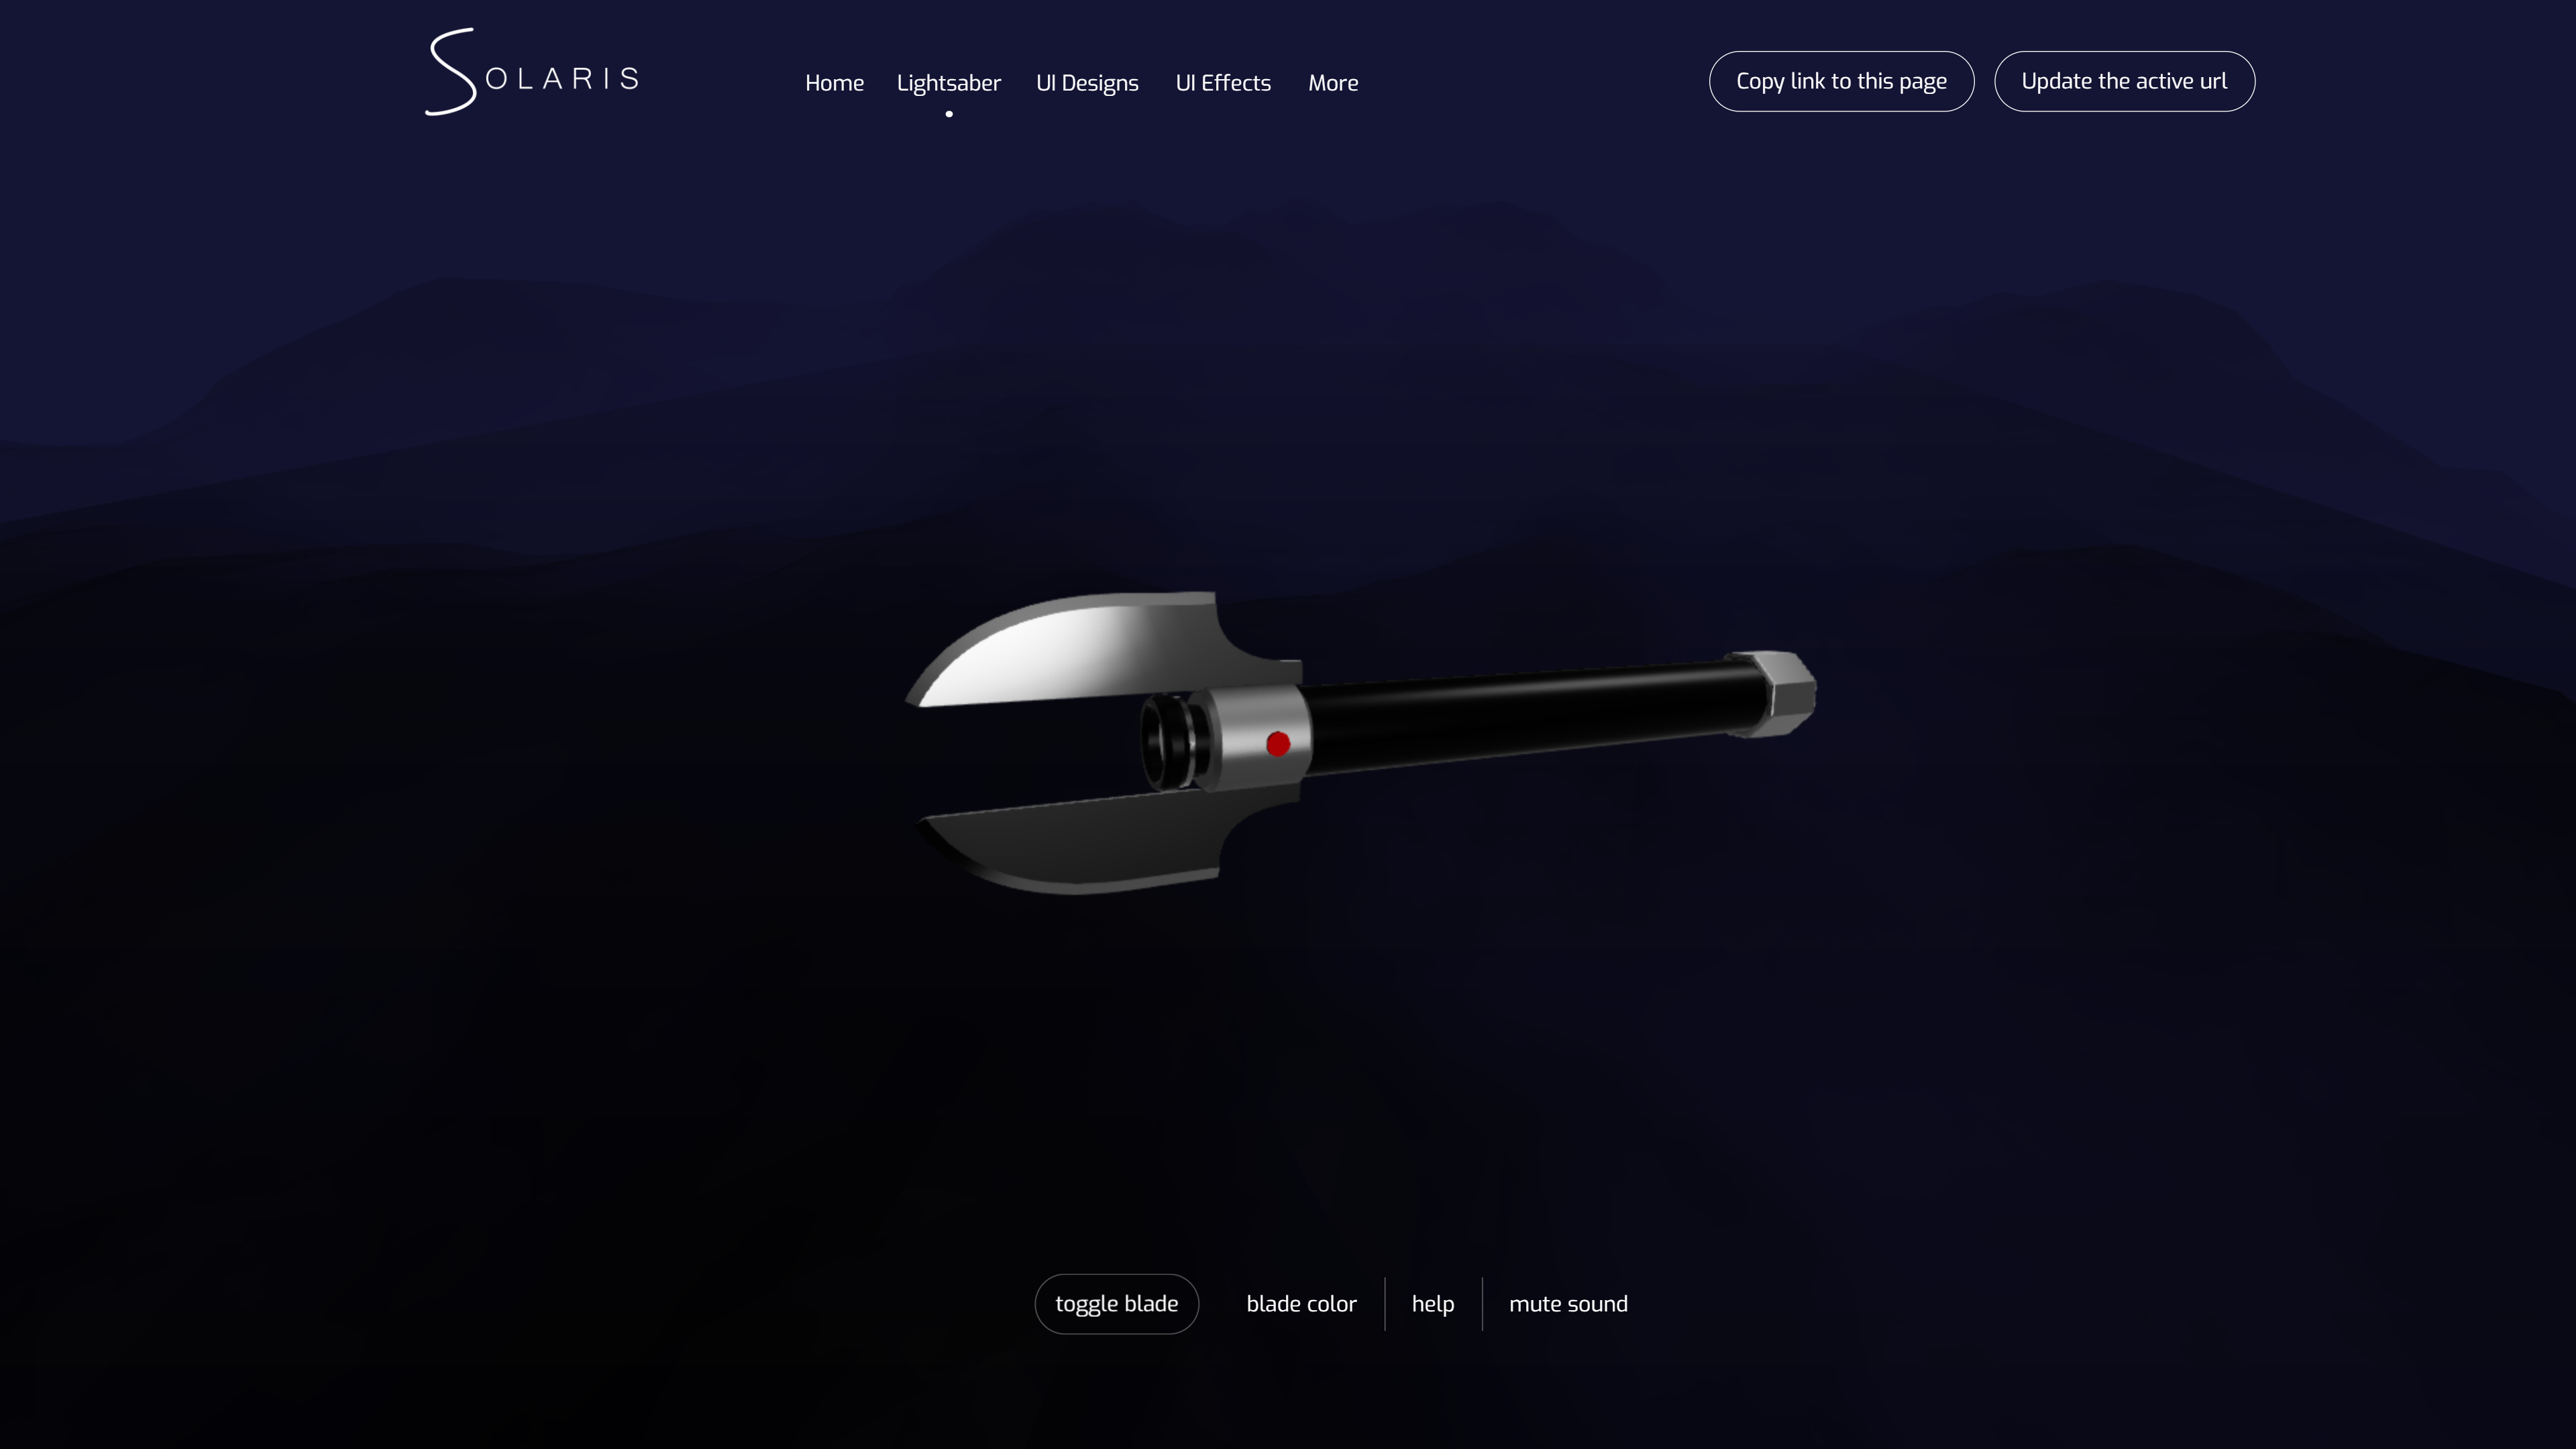 SOLARIS
Home Lightsaber UI Designs UI Effects More
Copy link to this page Update the active url
toggle blade blade color help mute sound